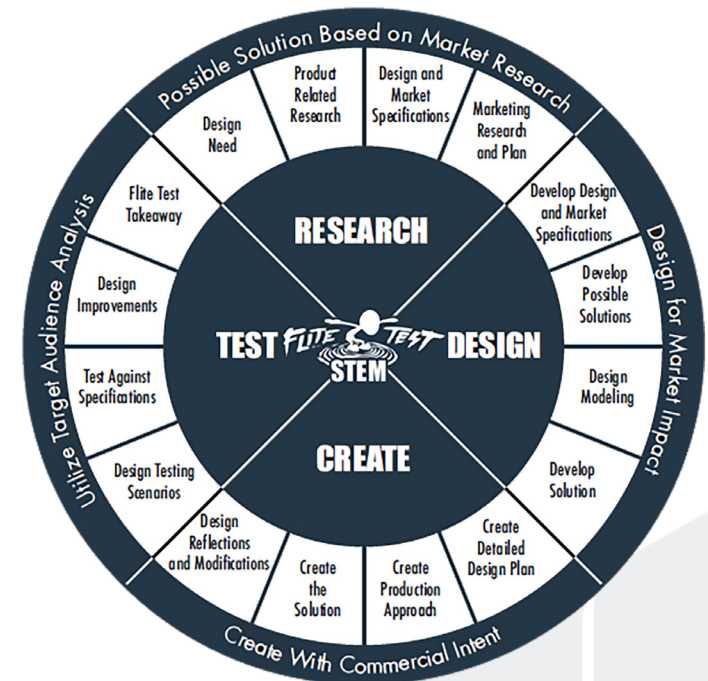 Possible Solution Based on Market Research
Design
Need
Product
Related
Research
Design and
Market
Specifications
Marketing
Research
and Plan
Develop Design
and Market
Specifications
Develop
Possible
Solutions
Design
Modeling
Develop
Solution
Design for Market Impact
Create
Detailed
Design Plan
Create
Production
Approach
Create
the
Solution
Design
Reflections
and Modifications
Create With Commercial Intent
Design Testing
Scenarios
Test Against
Specifications
Design
Improvements
Flite Test
Takeaway
Utilize Target Audience Analysis
RESEARCH
TEST
FLITE TEST
STEM
DESIGN
CREATE